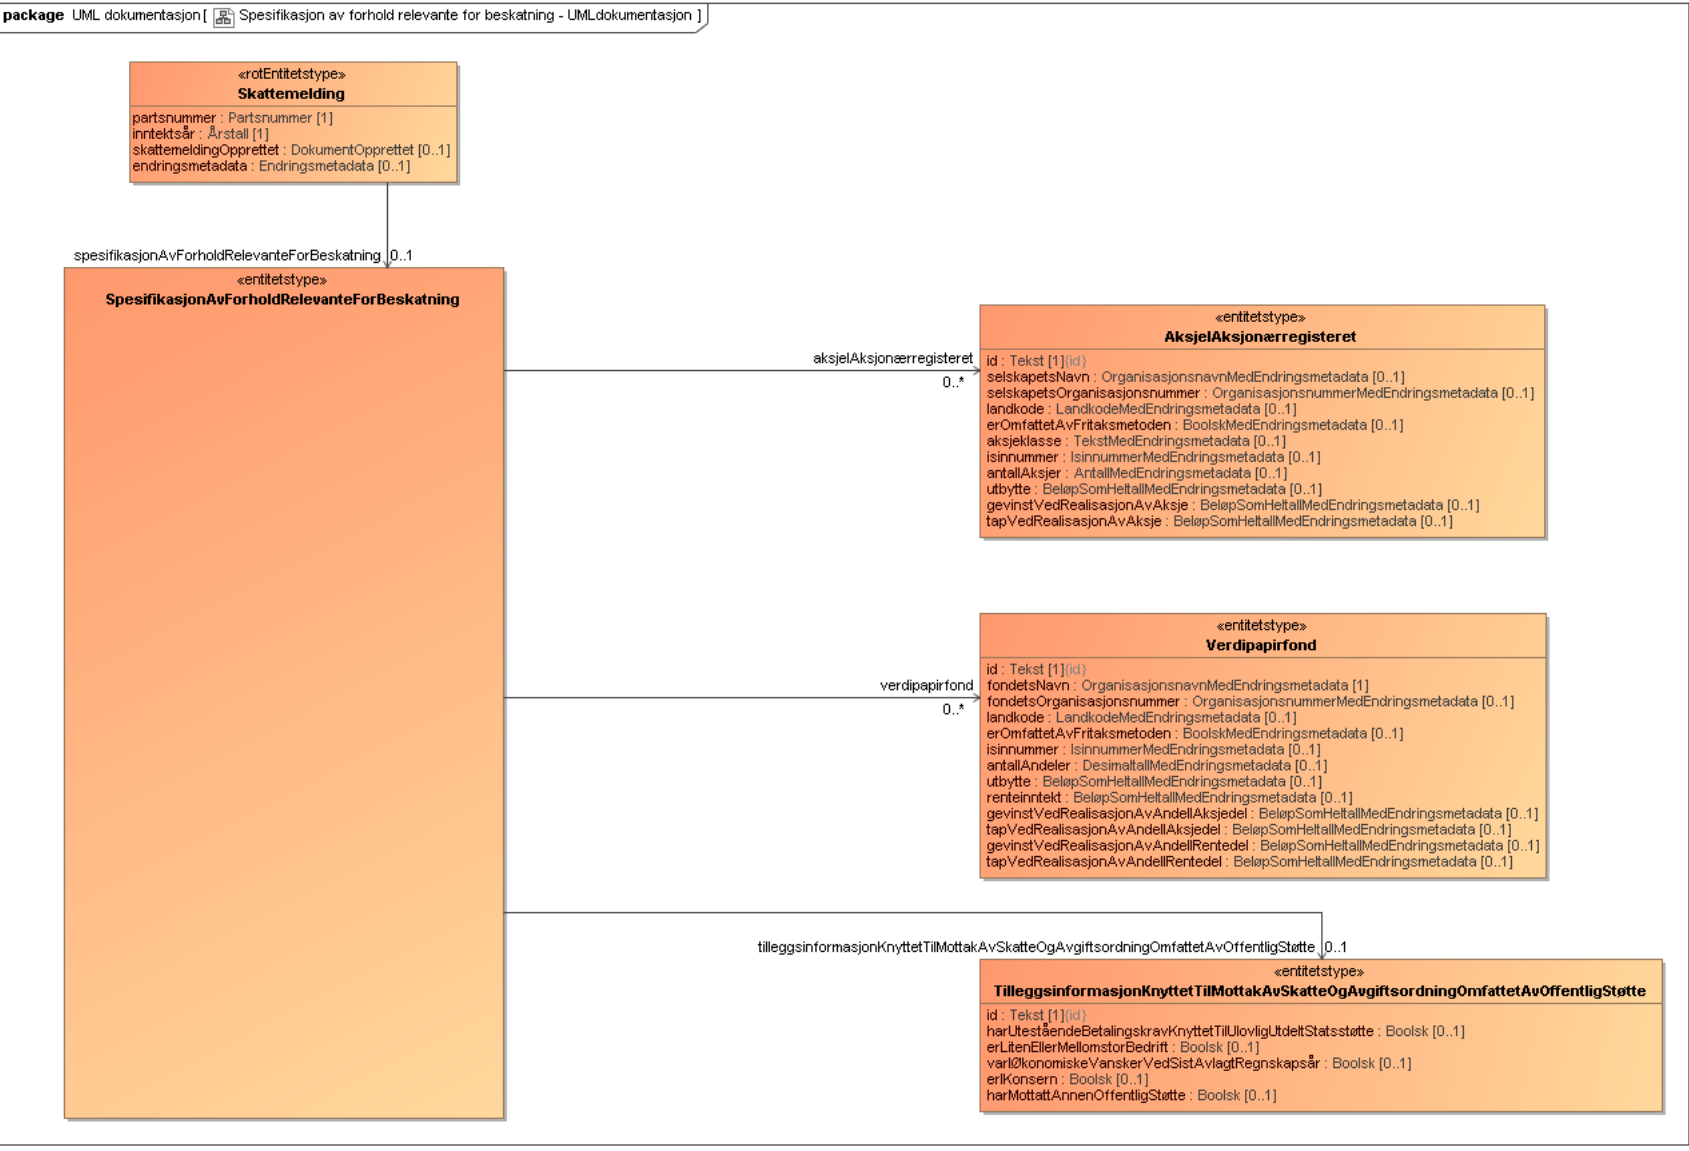 package UML dokumentasjon [ Spesifikasjon av forhold relevante for beskatning - UMLdokumentasjon ]
«rotEntitetstype»
Skattemelding
partsnummer : Partsnummer [1]
inntektsår : Årstall [1]
skattemeldingOpprettet : DokumentOpprettet [0..1]
endringsmetadata : Endringsmetadata [0..1]
spesifikasjonAvForholdRelevanteForBeskatning 0..1
«entitetstype»
SpesifikasjonAvForholdRelevanteForBeskatning
aksjeIAksjonærregisteret
0..*
«entitetstype»
AksjeIAksjonærregisteret
id : Tekst [1]{id}
selskapetsNavn : OrganisasjonsnavnMedEndringsmetadata [0..1]
selskapetsOrganisasjonsnummer : OrganisasjonsnummerMedEndringsmetadata [0..1]
landkode : LandkodeMedEndringsmetadata [0..1]
erOmfattetAvFritaksmetoden : BoolskMedEndringsmetadata [0..1]
aksjeklasse : TekstMedEndringsmetadata [0..1]
isinnummer : IsinnummerMedEndringsmetadata [0..1]
antallAksjer : AntallMedEndringsmetadata [0..1]
utbytte : BeløpSomHeltallMedEndringsmetadata [0..1]
gevinstVedRealisasjonAvAksje : BeløpSomHeltallMedEndringsmetadata [0..1]
tapVedRealisasjonAvAksje : BeløpSomHeltallMedEndringsmetadata [0..1]
verdipapirfond
0..*
«entitetstype»
Verdipapirfond
id : Tekst [1]{id}
fondetsNavn : OrganisasjonsnavnMedEndringsmetadata [1]
fondetsOrganisasjonsnummer : OrganisasjonsnummerMedEndringsmetadata [0..1]
landkode : LandkodeMedEndringsmetadata [0..1]
erOmfattetAvFritaksmetoden : BoolskMedEndringsmetadata [0..1]
isinnummer : IsinnummerMedEndringsmetadata [0..1]
antallAndeler : DesimaltallMedEndringsmetadata [0..1]
utbytte : BeløpSomHeltallMedEndringsmetadata [0..1]
renteinntekt : BeløpSomHeltallMedEndringsmetadata [0..1]
gevinstVedRealisasjonAvAndelIAksjedel : BeløpSomHeltallMedEndringsmetadata [0..1]
tapVedRealisasjonAvAndelIAksjedel : BeløpSomHeltallMedEndringsmetadata [0..1]
gevinstVedRealisasjonAvAndelIRentedel : BeløpSomHeltallMedEndringsmetadata [0..1]
tapVedRealisasjonAvAndelIRentedel : BeløpSomHeltallMedEndringsmetadata [0..1]
tilleggsinformasjonKnyttetTilMottakAvSkatteOgAvgiftsordningOmfattetAvOffentligStøtte 0..1
«entitetstype»
TilleggsinformasjonKnyttetTilMottakAvSkatteOgAvgiftsordningOmfattetAvOffentligStøtte
id : Tekst [1]{id}
harUteståendeBetalingskravKnyttetTilUlovligUtdeltStatsstøtte : Boolsk [0..1]
erLitenEllerMellomstorBedrift : Boolsk [0..1]
varIØkonomiskeVanskerVedSistAvlagtRegnskapsår : Boolsk [0..1]
erIKonsern : Boolsk [0..1]
harMottattAnnenOffentligStøtte : Boolsk [0..1]